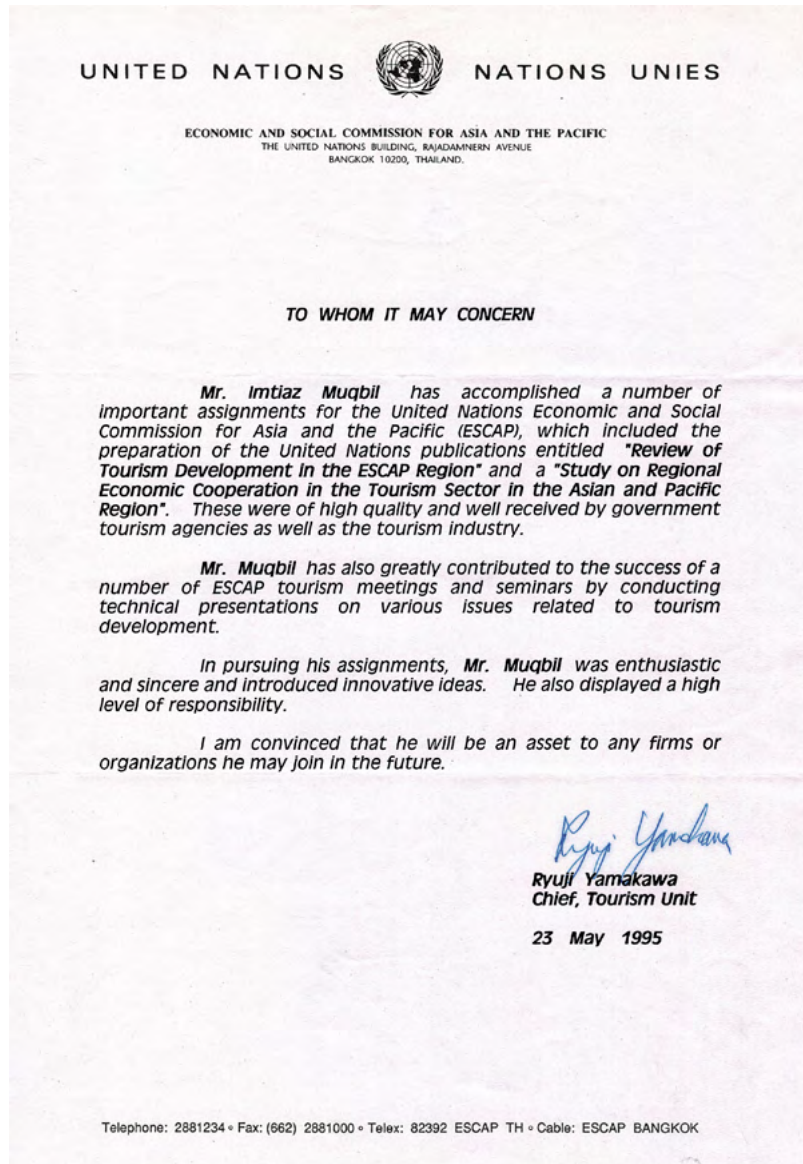 UNITED NATIONS NATIONS UNIES
ECONOMIC AND SOCIAL COMMISSION FOR ASIA AND THE PACIFIC
THE UNITED NATIONS BUILDING, RAJADAMNERN AVENUE
BANGKOK 10200, THAILAND.
TO WHOM IT MAY CONCERN
Mr. Imtiaz Muqbil has accomplished a number of
important assignments for the United Nations Economic and Social
Commission for Asia and the Pacific (ESCAP), which included the
preparation of the United Nations publications entitled "Review of
Tourism Development in the ESCAP Region" and a "Study on Regional
Economic Cooperation in the Tourism Sector in the Asian and Pacific
Region". These were of high quality and well received by government
tourism agencies as well as the tourism industry.
Mr. Muqbil has also greatly contributed to the success of a
number of ESCAP tourism meetings and seminars by conducting
technical presentations on various issues related to tourism
development.
In pursuing his assignments, Mr. Muqbil was enthusiastic
and sincere and introduced innovative ideas. He also displayed a high
level of responsibility.
I am convinced that he will be an asset to any firms or
organizations he may join in the future.
Ryuji Yamakawa
Ryuji Yamakawa
Chief, Tourism Unit
23 May 1995
Telephone: 2881234 • Fax: (662) 2881000 • Telex: 82392 ESCAP TH • Cable: ESCAP BANGKOK